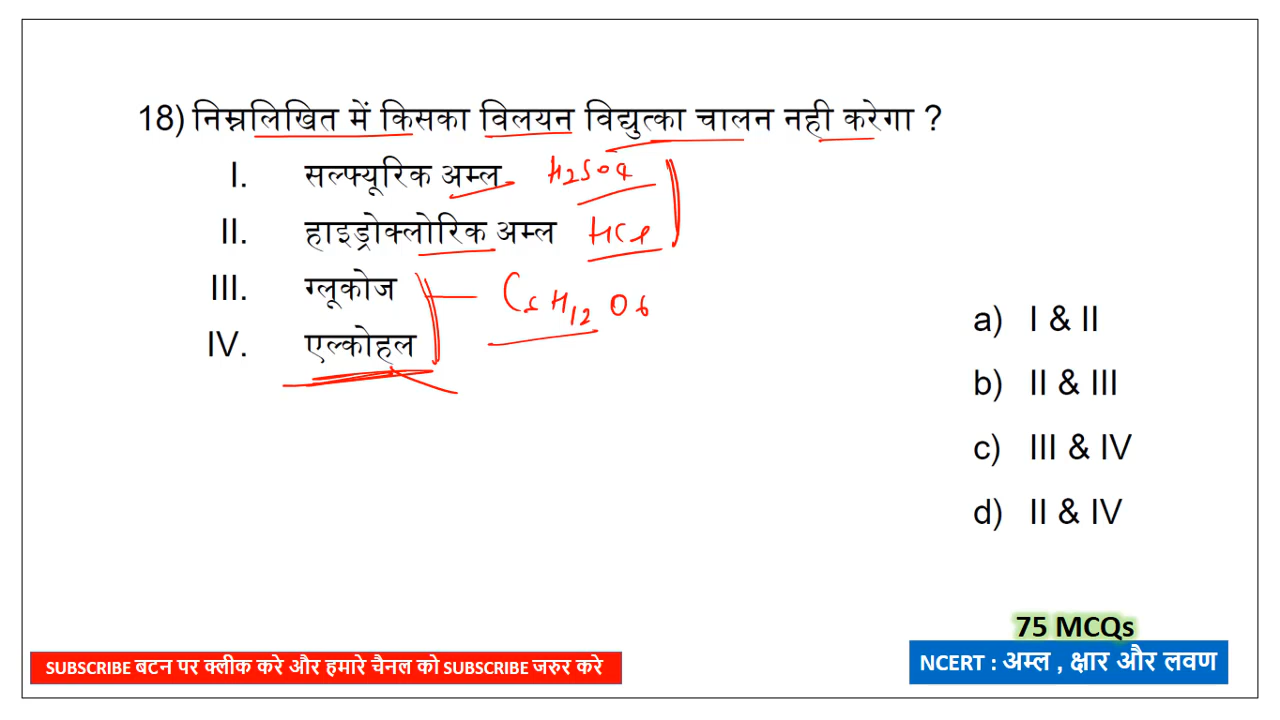 18) निम्नलिखित में किसका विलयन विद्युत्का चालन नही करेगा ?
I. सल्फ्यूरिक अम्ल H2SO4
II. हाइड्रोक्लोरिक अम्ल HCl
III. ग्लूकोज C6H12O6
IV. एल्कोहल
a) I & II
b) II & III
c) III & IV
d) II & IV
75 MCQs
SUBSCRIBE बटन पर क्लीक करे और हमारे चैनल को SUBSCRIBE जरुर करे
NCERT : अम्ल , क्षार और लवण